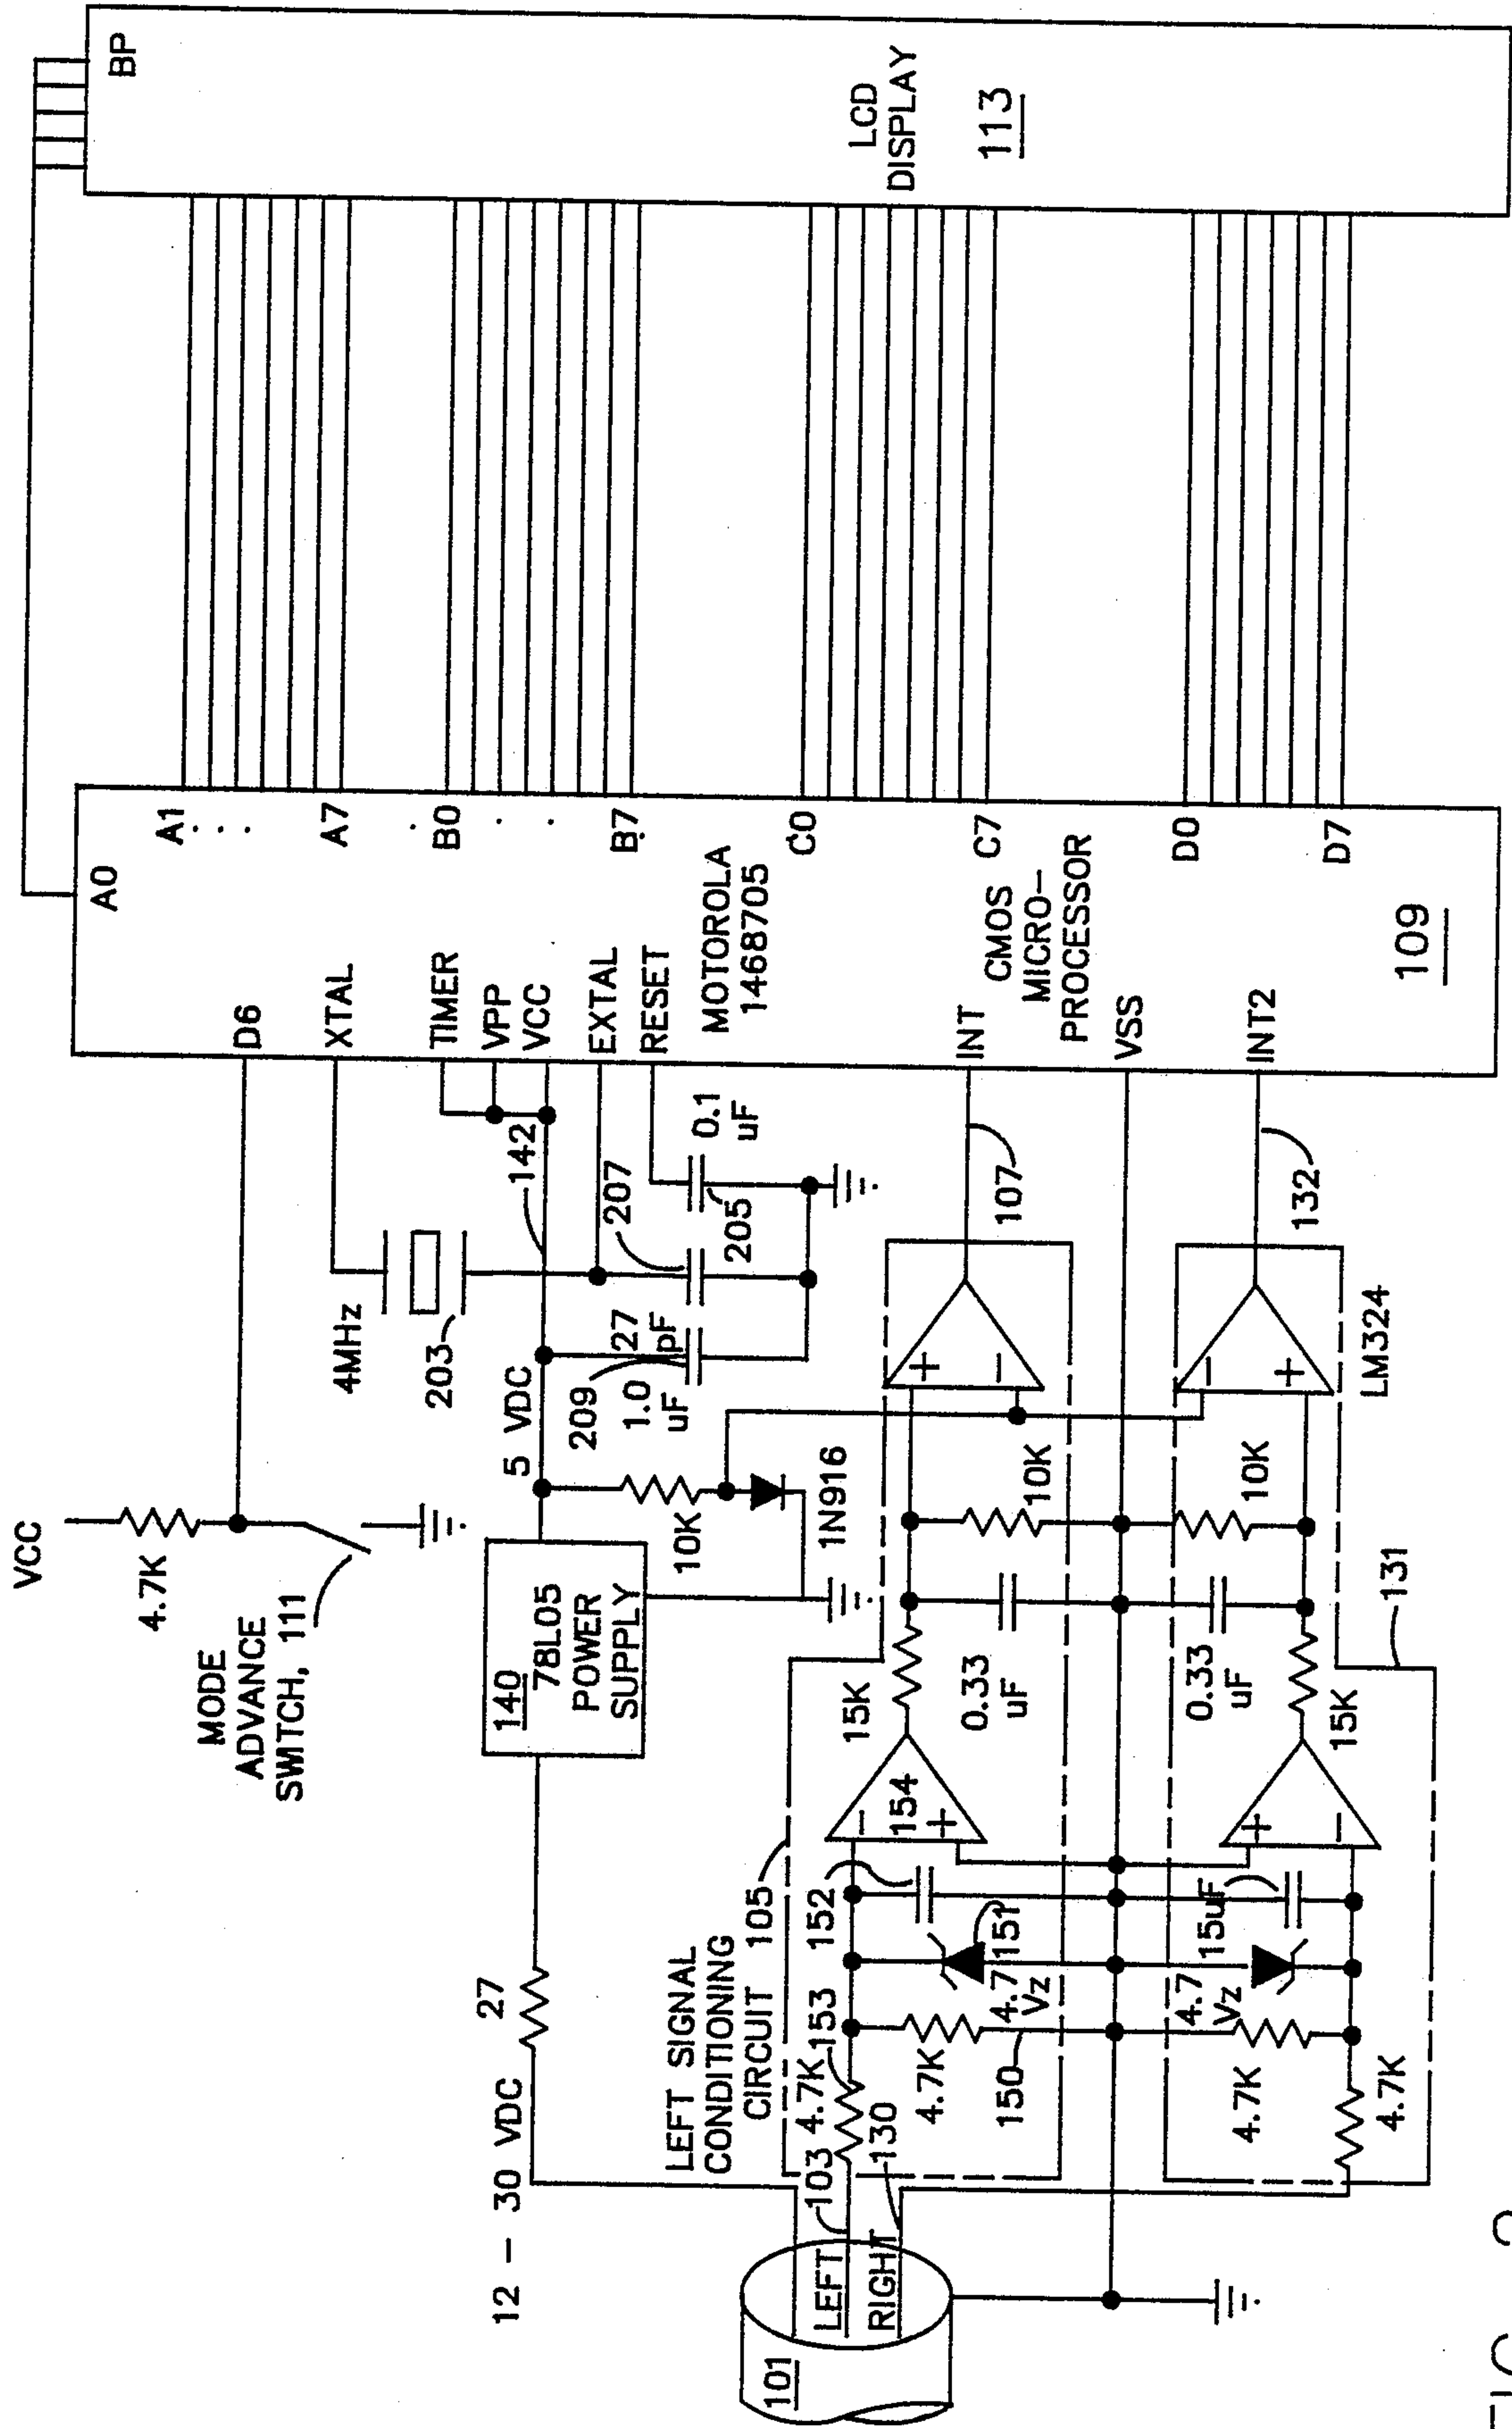 BP
LCD
DISPLAY
113
A0
A1
A7
B0
B7
C0
C7
D0
D7
D6
XTAL
TIMER
VPP
VCC
EXTAL
RESET
MOTOROLA
1468705
INT
CMOS
MICRO-
PROCESSOR
VSS
INT2
109
VCC
4.7K
MODE
ADVANCE
SWITCH, 111
4MHz
203
142
5 VDC
207
0.1
uF
205
27
pF
209
1.0
uF
10K
1N916
140
78L05
POWER
SUPPLY
27
12 - 30 VDC
107
132
LM324
+
-
-
+
10K
10K
131
15K
0.33
uF
0.33
uF
15K
154
-
+
+
-
LEFT SIGNAL
CONDITIONING
CIRCUIT 105
152
151
15uF
4.7
Vz
4.7
Vz
153
4.7K
4.7K
150
4.7K
4.7K
103
130
LEFT
RIGHT
101